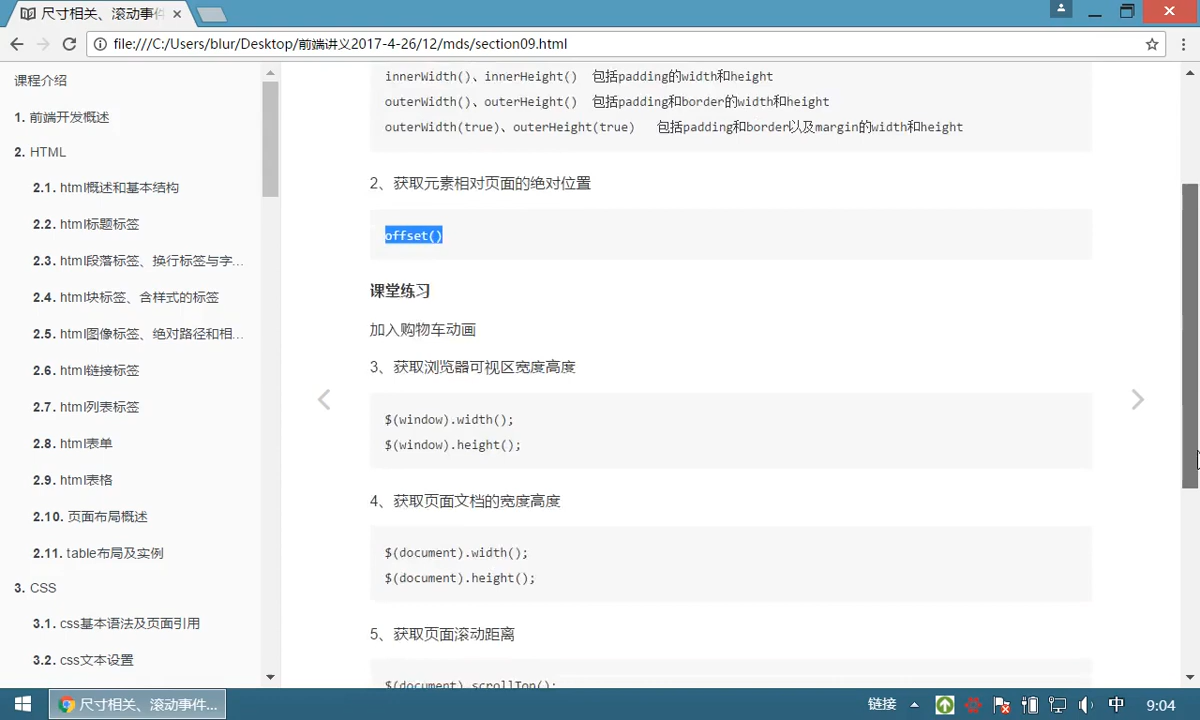 尺寸相关、滚动事件
file:///C:/Users/blur/Desktop/前端讲义2017-4-26/12/mds/section09.html
课程介绍
1. 前端开发概述
2. HTML
2.1. html概述和基本结构
2.2. html标题标签
2.3. html段落标签、换行标签与字...
2.4. html块标签、含样式的标签
2.5. html图像标签、绝对路径和相...
2.6. html链接标签
2.7. html列表标签
2.8. html表单
2.9. html表格
2.10. 页面布局概述
2.11. table布局及实例
3. CSS
3.1. css基本语法及页面引用
3.2. css文本设置
innerWidth()、innerHeight() 包括padding的width和height
outerWidth()、outerHeight() 包括padding和border的width和height
outerWidth(true)、outerHeight(true) 包括padding和border以及margin的width和height
2、获取元素相对页面的绝对位置
offset()
课堂练习
加入购物车动画
3、获取浏览器可视区宽度高度
$(window).width();
$(window).height();
4、获取页面文档的宽度高度
$(document).width();
$(document).height();
5、获取页面滚动距离
$(document).scrollTop();
尺寸相关、滚动事件...
链接
中
9:04